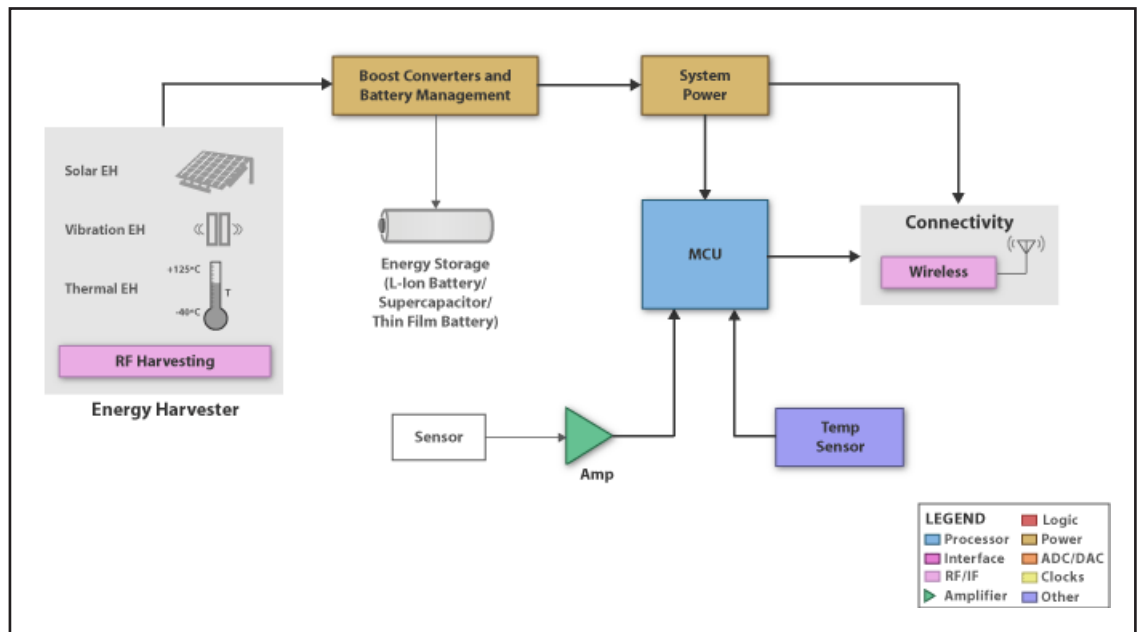 Boost Converters and
Battery Management
System
Power
Solar EH
Vibration EH
+125°C
Thermal EH
T
-40°C
RF Harvesting
Energy Harvester
Energy Storage
(L-Ion Battery/
Supercapacitor/
Thin Film Battery)
MCU
Connectivity
Wireless
Sensor
Amp
Temp
Sensor
LEGEND
Processor
Interface
RF/IF
Amplifier
Logic
Power
ADC/DAC
Clocks
Other